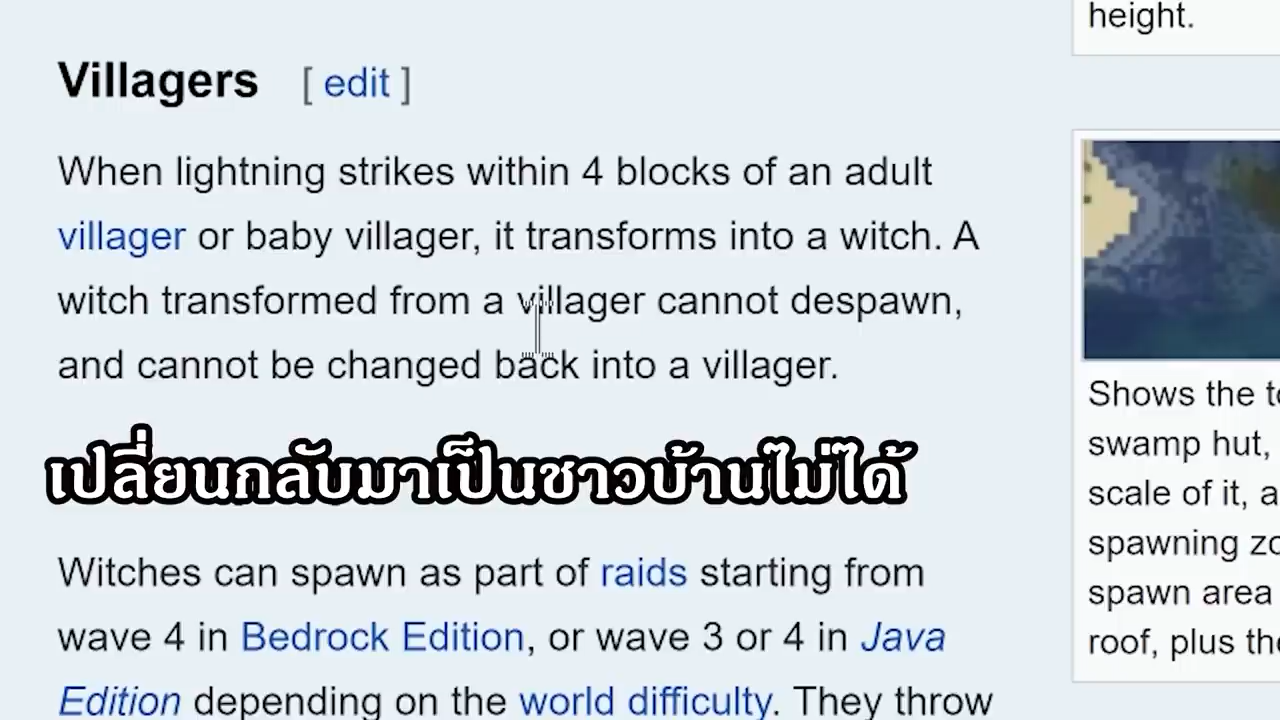 height.
Villagers [ edit ]
When lightning strikes within 4 blocks of an adult
villager or baby villager, it transforms into a witch. A
witch transformed from a villager cannot despawn,
and cannot be changed back into a villager.
เปลี่ยนกลับมาเป็นชาวบ้านไม่ได้
Witches can spawn as part of raids starting from
wave 4 in Bedrock Edition, or wave 3 or 4 in Java
Edition depending on the world difficulty. They throw
Shows the
swamp hut,
scale of it,
spawning
spawn area
roof, plus